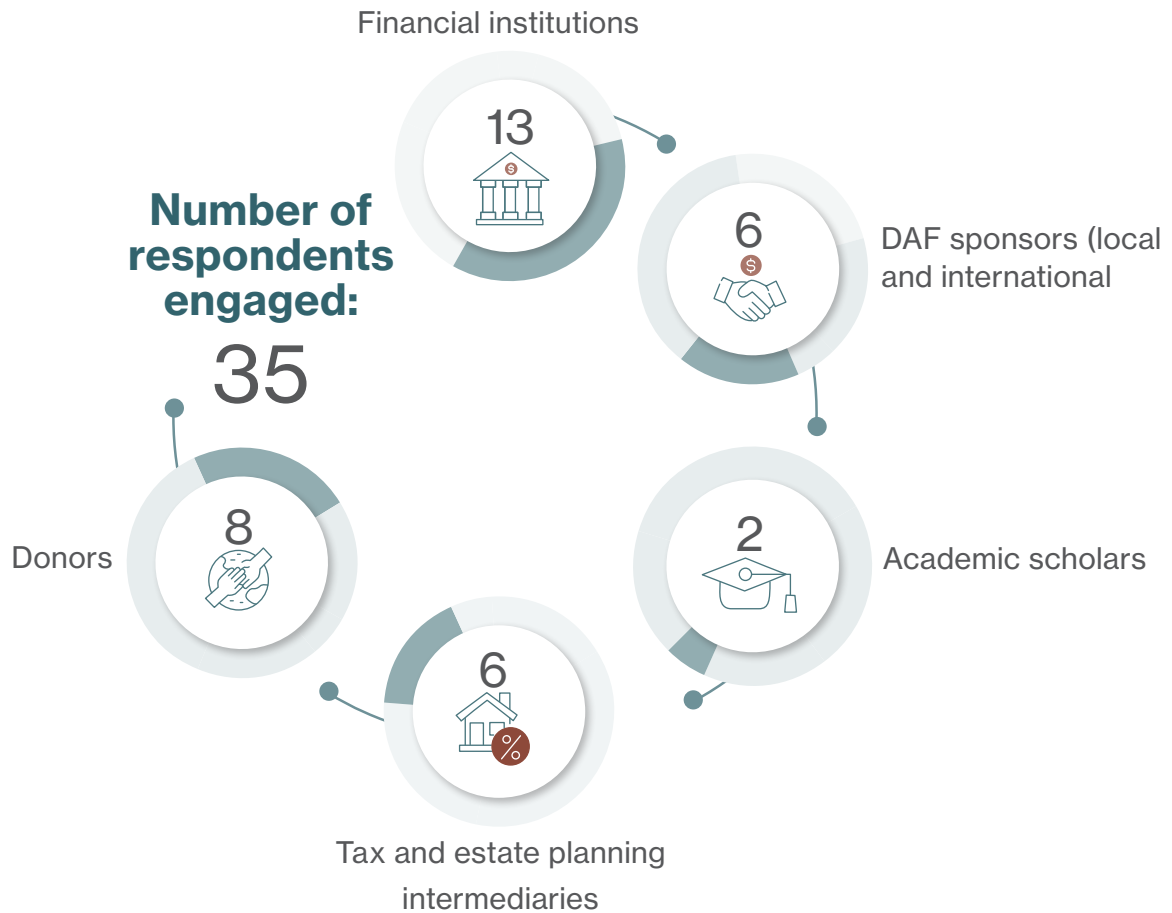 Financial institutions
13
Number of
respondents
engaged:
35
6
$
DAF sponsors (local
and international
2
Academic scholars
6
%
Tax and estate planning
intermediaries
8
Donors
$